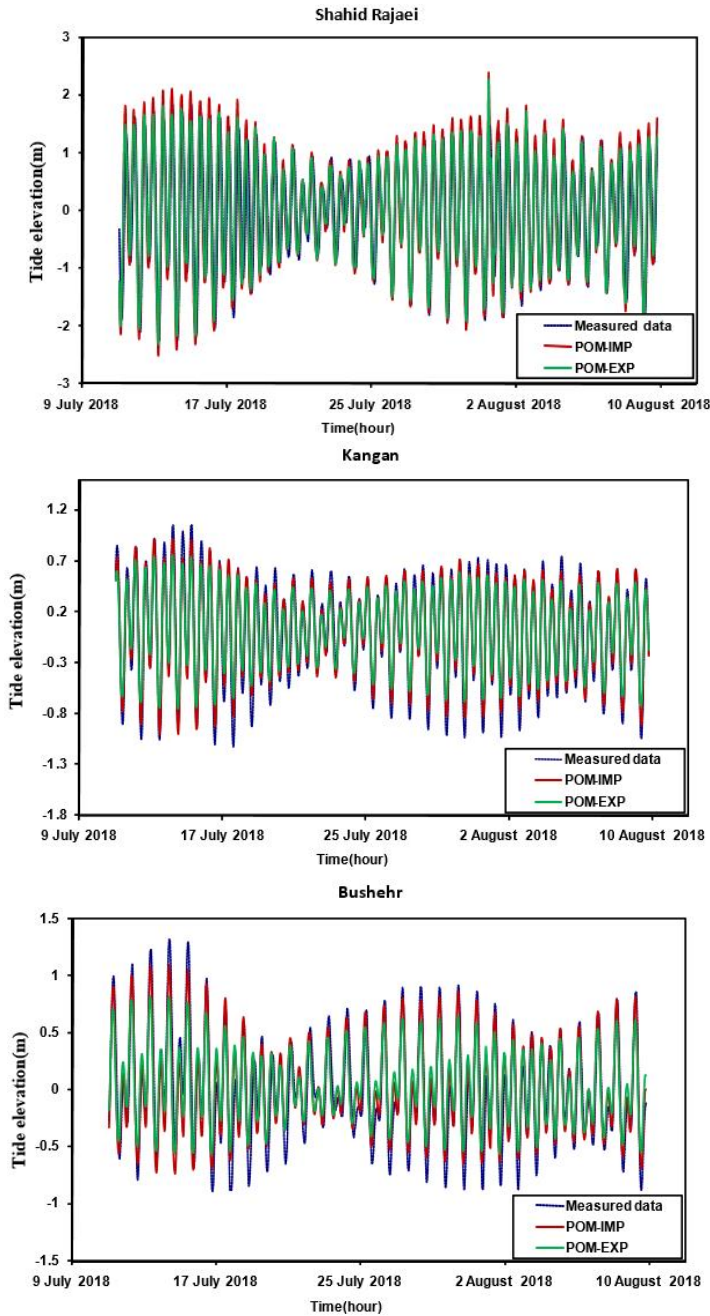 Shahid Rajaei
3
2
1
0
-1
-2
-3
Tide elevation(m)
Measured data
POM-IMP
POM-EXP
9 July 2018 17 July 2018 25 July 2018 2 August 2018 10 August 2018
Time(hour)
Kangan
1.2
0.7
0.2
-0.3
-0.8
-1.3
-1.8
Tide elevation(m)
Measured data
POM-IMP
POM-EXP
9 July 2018 17 July 2018 25 July 2018 2 August 2018 10 August 2018
Time(hour)
Bushehr
1.5
1
0.5
0
-0.5
-1
-1.5
Tide elevation(m)
Measured data
POM-IMP
POM-EXP
9 July 2018 17 July 2018 25 July 2018 2 August 2018 10 August 2018
Time(hour)